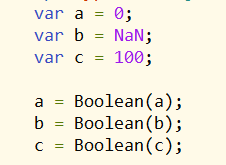 var a = 0;
var b = NaN;
var c = 100;
a = Boolean(a);
b = Boolean(b);
c = Boolean(c);